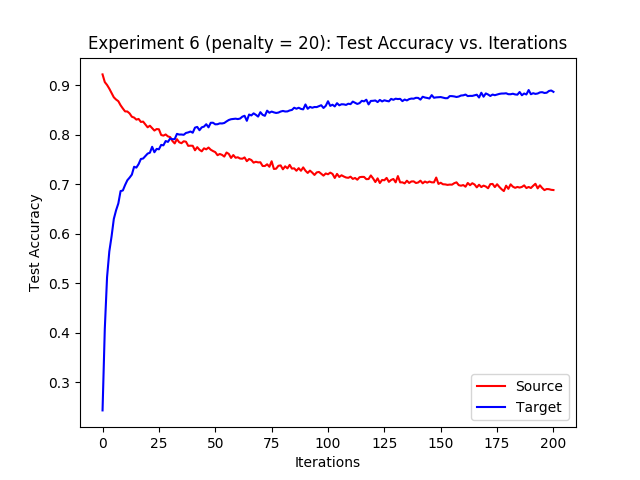 Experiment 6 (penalty = 20): Test Accuracy vs. Iterations
Test Accuracy
0.9
0.8
0.7
0.6
0.5
0.4
0.3
0 25 50 75 100 125 150 175 200
Iterations
Source
Target